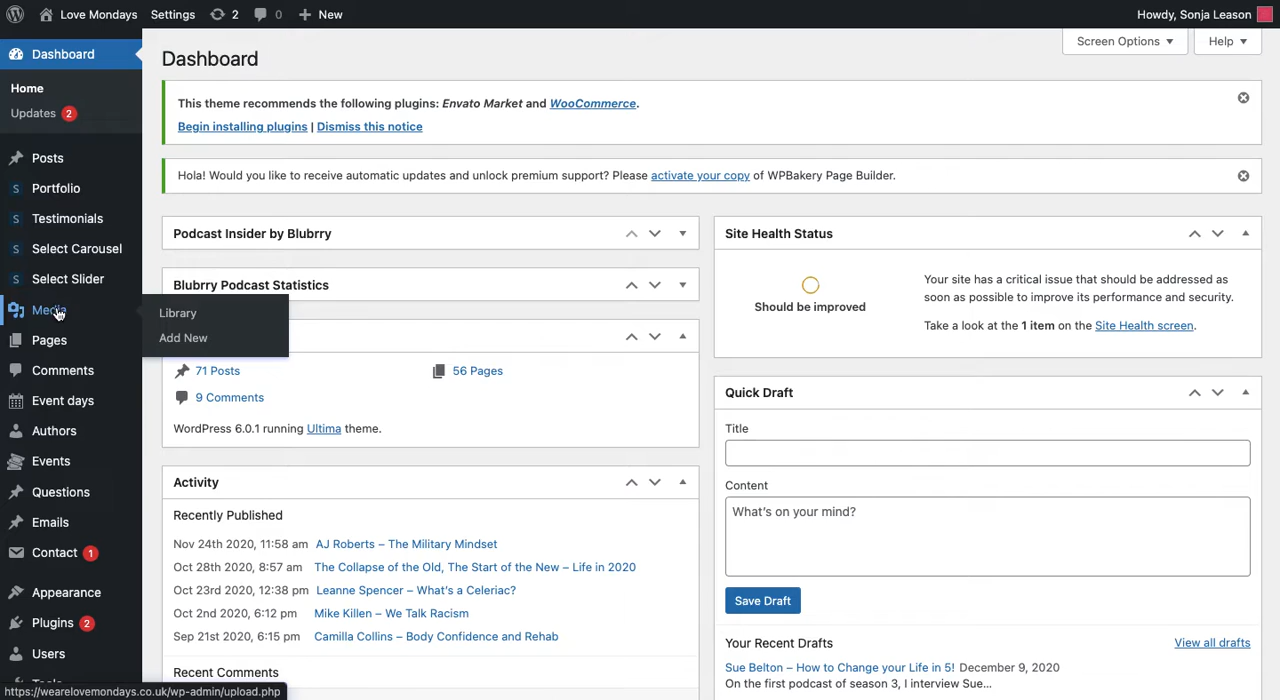 Love Mondays Settings 2 0 New Howdy, Sonja Leason
Screen Options Help
Dashboard
Home
Updates 2
Posts
Portfolio
Testimonials
Select Carousel
Select Slider
Media
Library
Add New
Pages
Comments
Event days
Authors
Events
Questions
Emails
Contact 1
Appearance
Plugins 2
Users
Dashboard
This theme recommends the following plugins: Envato Market and WooCommerce.
Begin installing plugins | Dismiss this notice
Hola! Would you like to receive automatic updates and unlock premium support? Please activate your copy of WPBakery Page Builder.
Podcast Insider by Blubrry
Blubrry Podcast Statistics
71 Posts 56 Pages
9 Comments
WordPress 6.0.1 running Ultima theme.
Activity
Recently Published
Nov 24th 2020, 11:58 am AJ Roberts – The Military Mindset
Oct 28th 2020, 8:57 am The Collapse of the Old, The Start of the New – Life in 2020
Oct 23rd 2020, 12:38 pm Leanne Spencer – What's a Celeriac?
Oct 2nd 2020, 6:12 pm Mike Killen – We Talk Racism
Sep 21st 2020, 6:15 pm Camilla Collins – Body Confidence and Rehab
Recent Comments
Site Health Status
Should be improved
Your site has a critical issue that should be addressed as
soon as possible to improve its performance and security.
Take a look at the 1 item on the Site Health screen.
Quick Draft
Title
Content
What's on your mind?
Save Draft
Your Recent Drafts View all drafts
Sue Belton – How to Change your Life in 5! December 9, 2020
On the first podcast of season 3, I interview Sue...
https://wearelovemondays.co.uk/wp-admin/upload.php